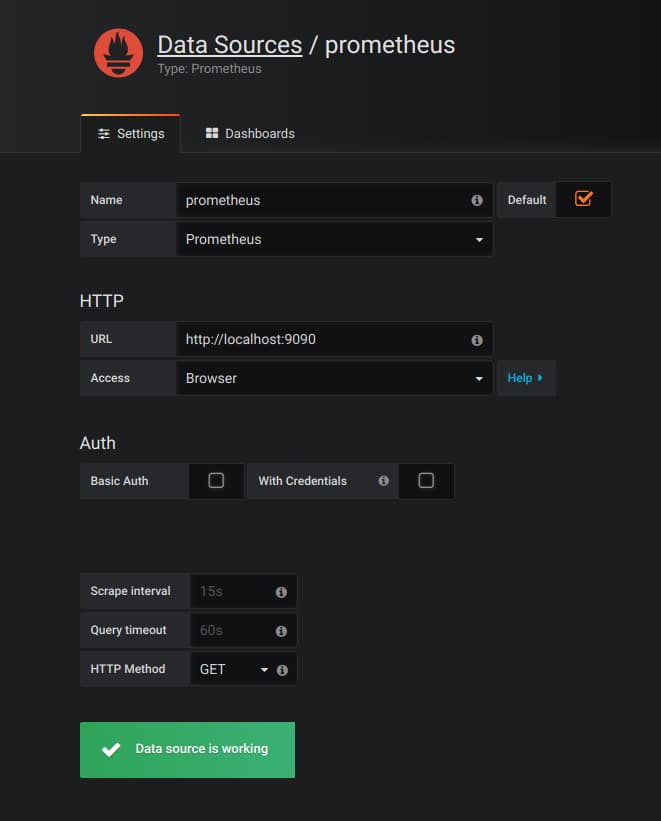 Data Sources / prometheus
Type: Prometheus
Settings Dashboards
Name prometheus Default
Type Prometheus
HTTP
URL http://localhost:9090
Access Browser Help
Auth
Basic Auth With Credentials
Scrape interval 15s
Query timeout 60s
HTTP Method GET
Data source is working